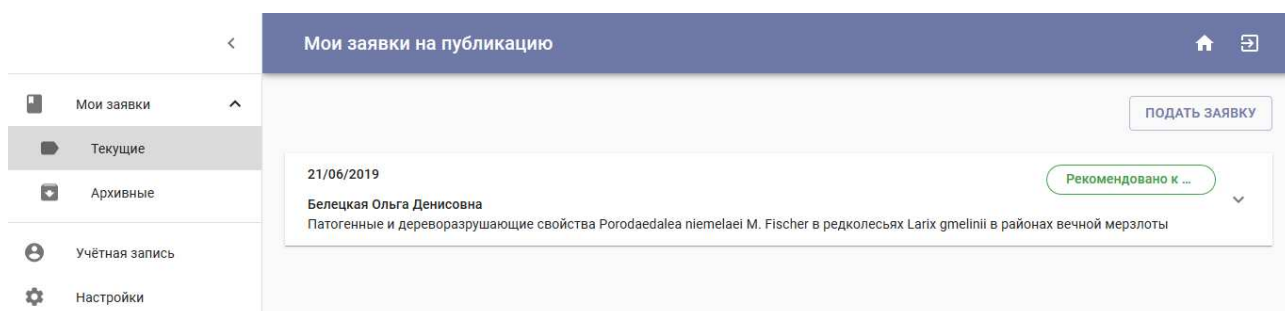 Мои заявки на публикацию
Мои заявки
Текущие
Архивные
Учётная запись
Настройки
ПОДАТЬ ЗАЯВКУ
21/06/2019
Рекомендовано к ...
Белецкая Ольга Денисовна
Патогенные и дереворазрушающие свойства Porodaedalea niemelaei M. Fischer в редколесьях Larix gmelinii в районах вечной мерзлоты